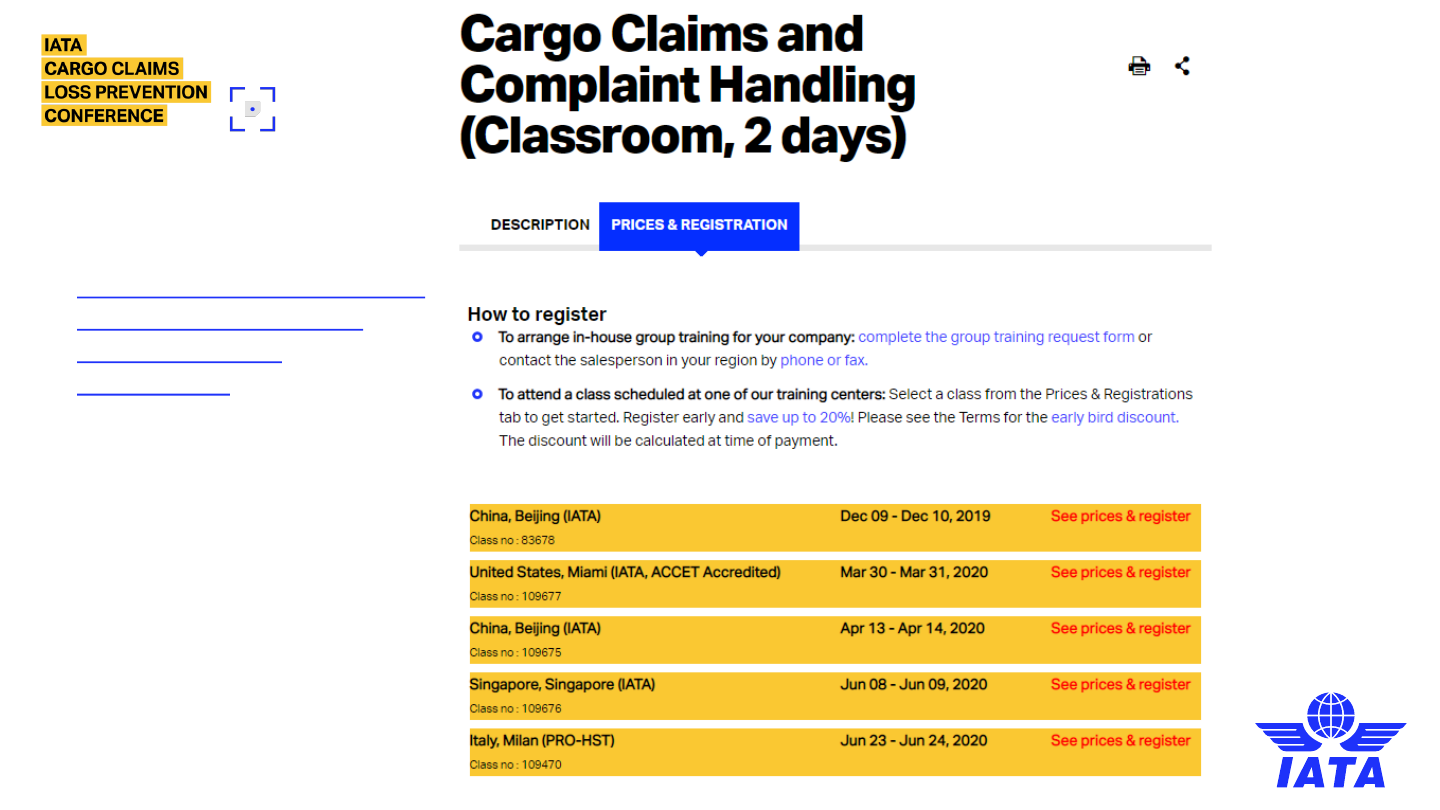 IATA
CARGO CLAIMS
LOSS PREVENTION
CONFERENCE
Cargo Claims and
Complaint Handling
(Classroom, 2 days)
DESCRIPTION
PRICES & REGISTRATION
How to register
To arrange in-house group training for your company: complete the group training request form or
contact the salesperson in your region by phone or fax.
To attend a class scheduled at one of our training centers: Select a class from the Prices & Registrations
tab to get started. Register early and save up to 20%! Please see the Terms for the early bird discount.
The discount will be calculated at time of payment.
China, Beijing (IATA) Dec 09 - Dec 10, 2019 See prices & register
Class no : 83678
United States, Miami (IATA, ACCET Accredited) Mar 30 - Mar 31, 2020 See prices & register
Class no : 109677
China, Beijing (IATA) Apr 13 - Apr 14, 2020 See prices & register
Class no : 109675
Singapore, Singapore (IATA) Jun 08 - Jun 09, 2020 See prices & register
Class no : 109676
Italy, Milan (PRO-HST) Jun 23 - Jun 24, 2020 See prices & register
Class no : 109470
IATA